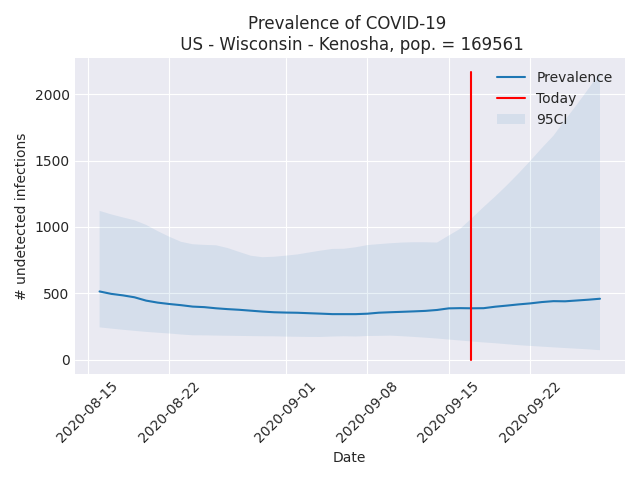 Prevalence of COVID-19
US - Wisconsin - Kenosha, pop. = 169561
Prevalence
Today
95CI
# undetected infections
2000
1500
1000
500
0
2020-08-15
2020-08-22
2020-09-01
2020-09-08
2020-09-15
2020-09-22
Date